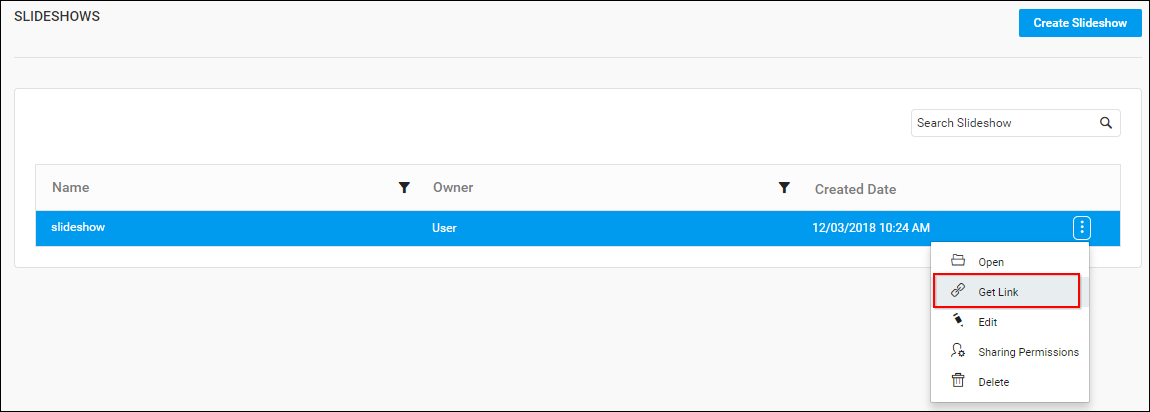 SLIDESHOWS
Create Slideshow
Search Slideshow
Name Owner Created Date
slideshow User 12/03/2018 10:24 AM
Open
Get Link
Edit
Sharing Permissions
Delete